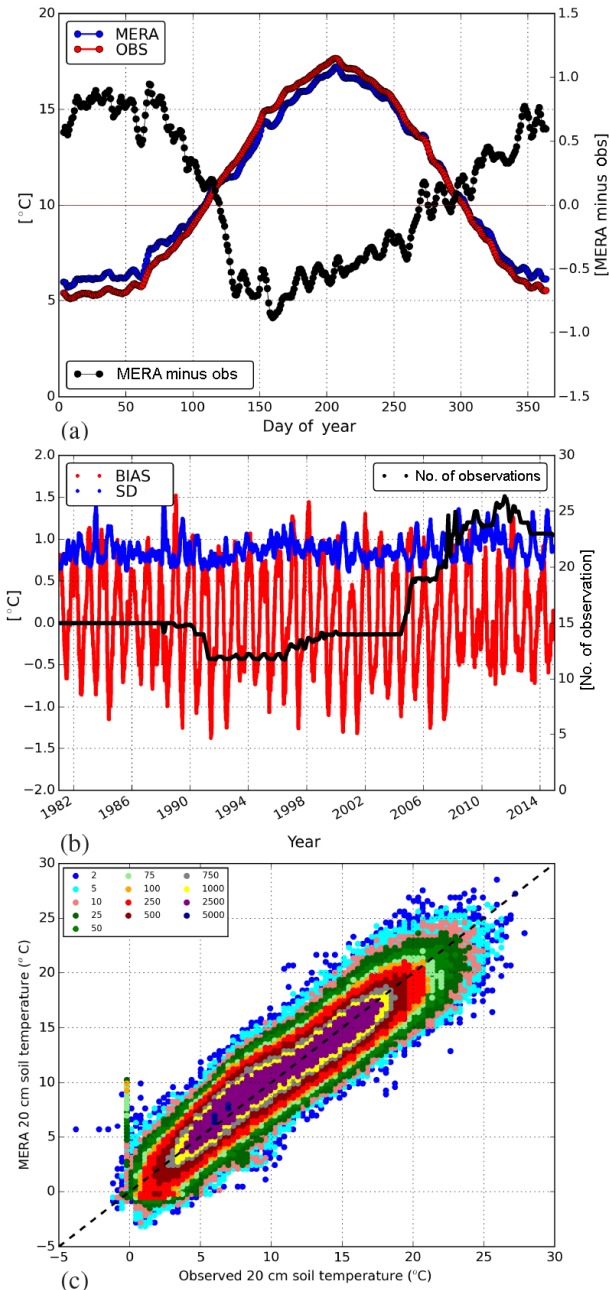 MERA
OBS
MERA minus obs
20
15
10
5
0
[°C]
1.5
1.0
0.5
0.0
−0.5
−1.0
−1.5
[MERA minus obs]
0 50 100 150 200 250 300 350
Day of year
(a)
BIAS
SD
No. of observations
2.0
1.5
1.0
0.5
0.0
−0.5
−1.0
−1.5
−2.0
[°C]
30
25
20
15
10
5
0
[No. of observation]
1982 1986 1990 1994 1998 2002 2006 2010 2014
Year
(b)
2 75 750
5 100 1000
10 250 2500
25 500 5000
50
30
25
20
15
10
5
0
−5
MERA 20 cm soil temperature (° C)
−5 0 5 10 15 20 25 30
Observed 20 cm soil temperature (°C)
(c)